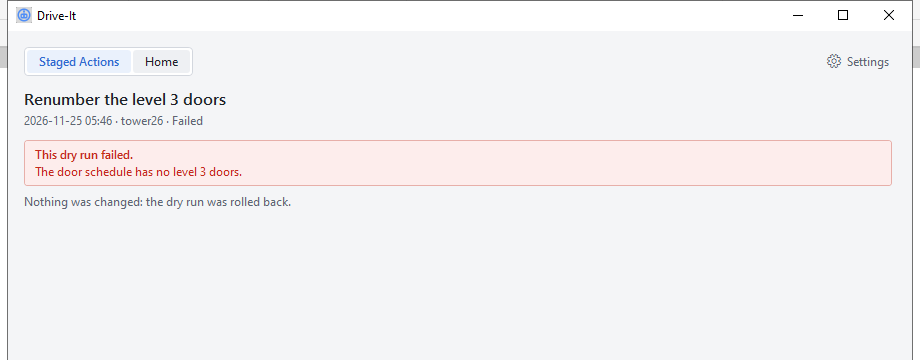 Drive-It
Staged Actions Home Settings
Renumber the level 3 doors
2026-11-25 05:46 · tower26 · Failed
This dry run failed.
The door schedule has no level 3 doors.
Nothing was changed: the dry run was rolled back.